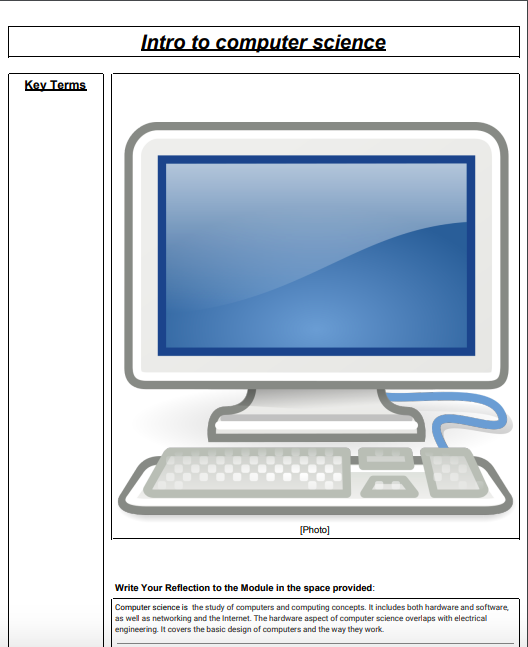 Intro to computer science
Key Terms
[Photo]
Write Your Reflection to the Module in the space provided:
Computer science is the study of computers and computing concepts. It includes both hardware and software,
as well as networking and the Internet. The hardware aspect of computer science overlaps with electrical
engineering. It covers the basic design of computers and the way they work.